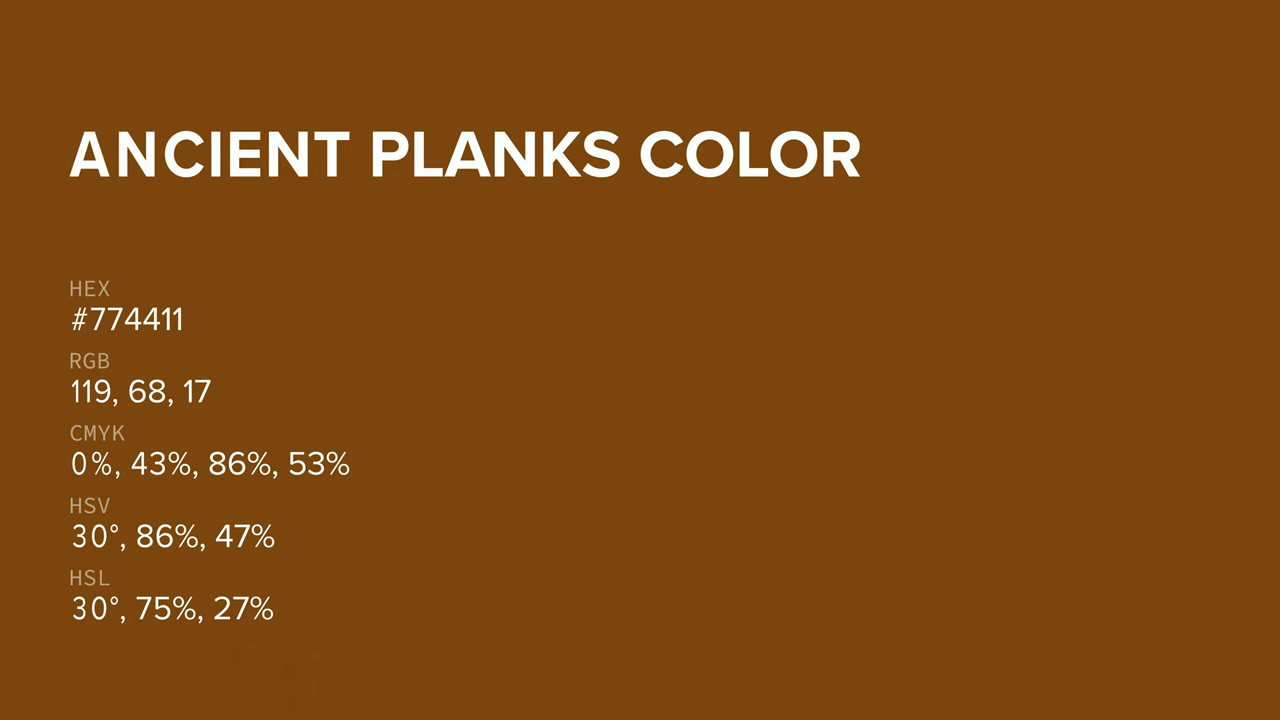 ANCIENT PLANKS COLOR
HEX
#774411
RGB
119, 68, 17
CMYK
0%, 43%, 86%, 53%
HSV
30°, 86%, 47%
HSL
30°, 75%, 27%